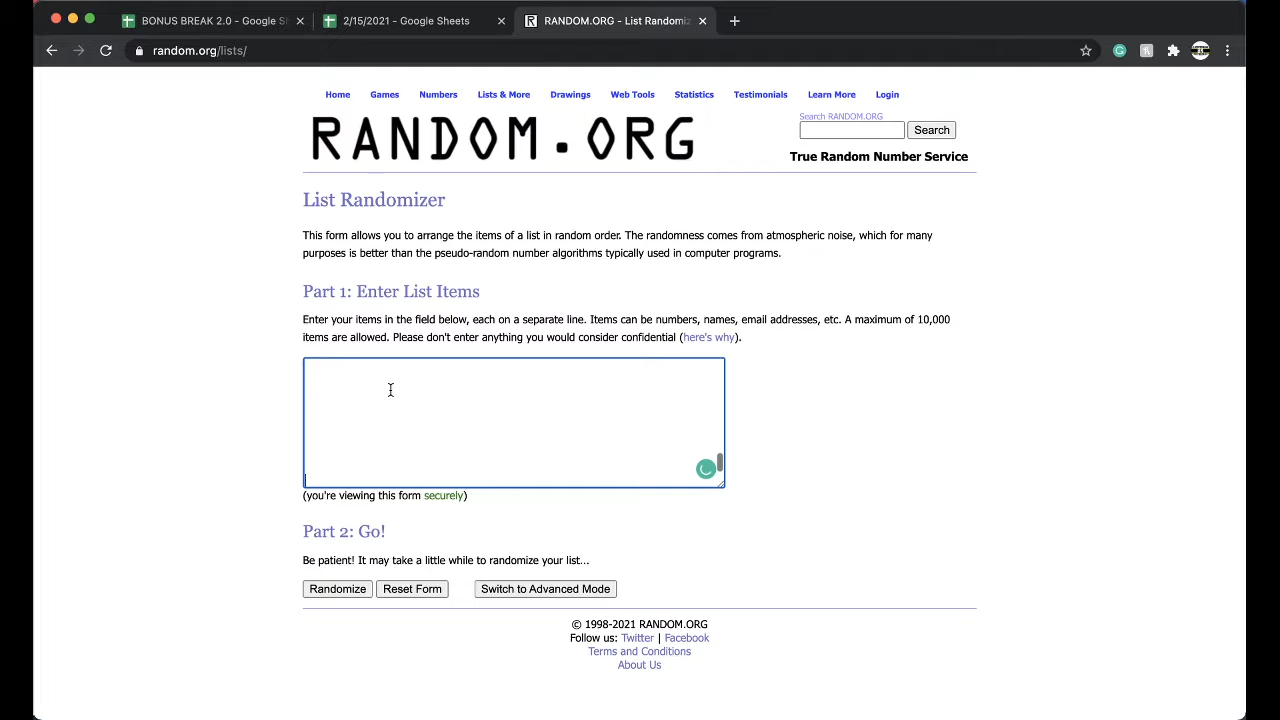 BONUS BREAK 2.0 - Google S
2/15/2021 - Google Sheets
RANDOM.ORG - List Randomiz
random.org/lists/
Home Games Numbers Lists & More Drawings Web Tools Statistics Testimonials Learn More Login
RANDOM.ORG
Search RANDOM.ORG
Search
True Random Number Service
List Randomizer
This form allows you to arrange the items of a list in random order. The randomness comes from atmospheric noise, which for many
purposes is better than the pseudo-random number algorithms typically used in computer programs.
Part 1: Enter List Items
Enter your items in the field below, each on a separate line. Items can be numbers, names, email addresses, etc. A maximum of 10,000
items are allowed. Please don't enter anything you would consider confidential (here's why).
(you're viewing this form securely)
Part 2: Go!
Be patient! It may take a little while to randomize your list...
Randomize Reset Form Switch to Advanced Mode
© 1998-2021 RANDOM.ORG
Follow us: Twitter | Facebook
Terms and Conditions
About Us